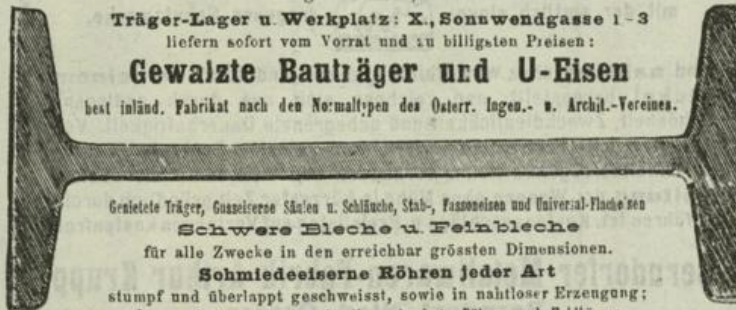 Träger-Lager u. Werkplatz: X., Sonnwendgasse 1-3
liefern sofort vom Vorrat und zu billigsten Preisen:
Gewalzte Bauträger und U-Eisen
best inländ. Fabrikat nach den Normaltypen des Österr. Ingen.- u. Archit.-Vereines.
Genietete Träger, Gusseiserne Säulen u. Schläuche, Stab-, Fassoneisen und Universal-Flacheisen
Schwere Bleche u. Feinbleche
für alle Zwecke in den erreichbar grössten Dimensionen.
Schmiedeeiserne Röhren jeder Art
stumpf und überlappt geschweisst, sowie in nahtloser Erzeugung;